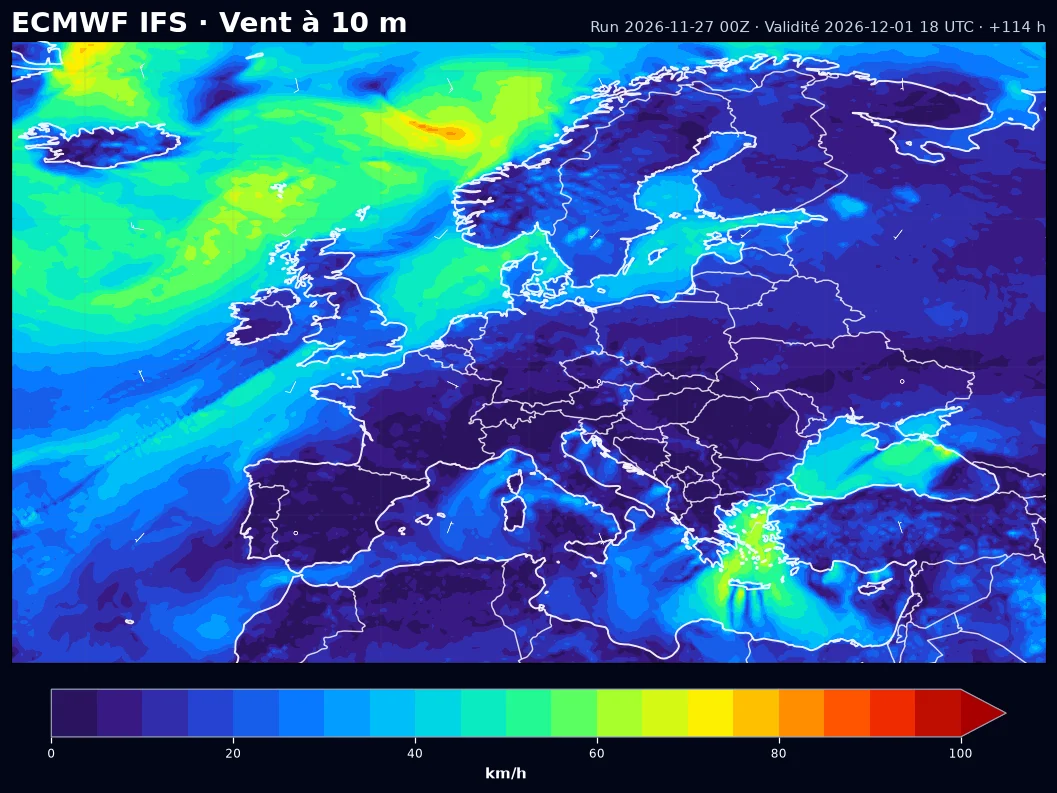 ECMWF IFS · Vent à 10 m
Run 2026-11-27 00Z · Validité 2026-12-01 18 UTC · +114 h
0 20 40 60 80 100
km/h